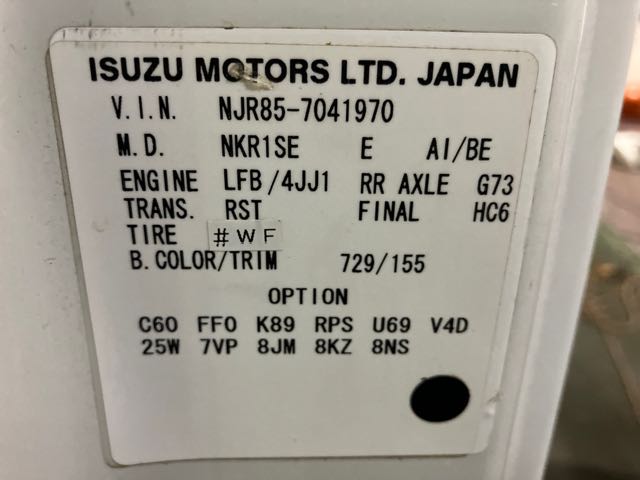 ISUZU MOTORS LTD. JAPAN
V.I.N. NJR85-7041970
M.D. NKR1SE E AI/BE
ENGINE LFB/4JJ1 RR AXLE G73
TRANS. RST FINAL HC6
TIRE #WF
B.COLOR/TRIM 729/155
OPTION
C60 FF0 K89 RPS U69 V4D
25W 7VP 8JM 8KZ 8NS